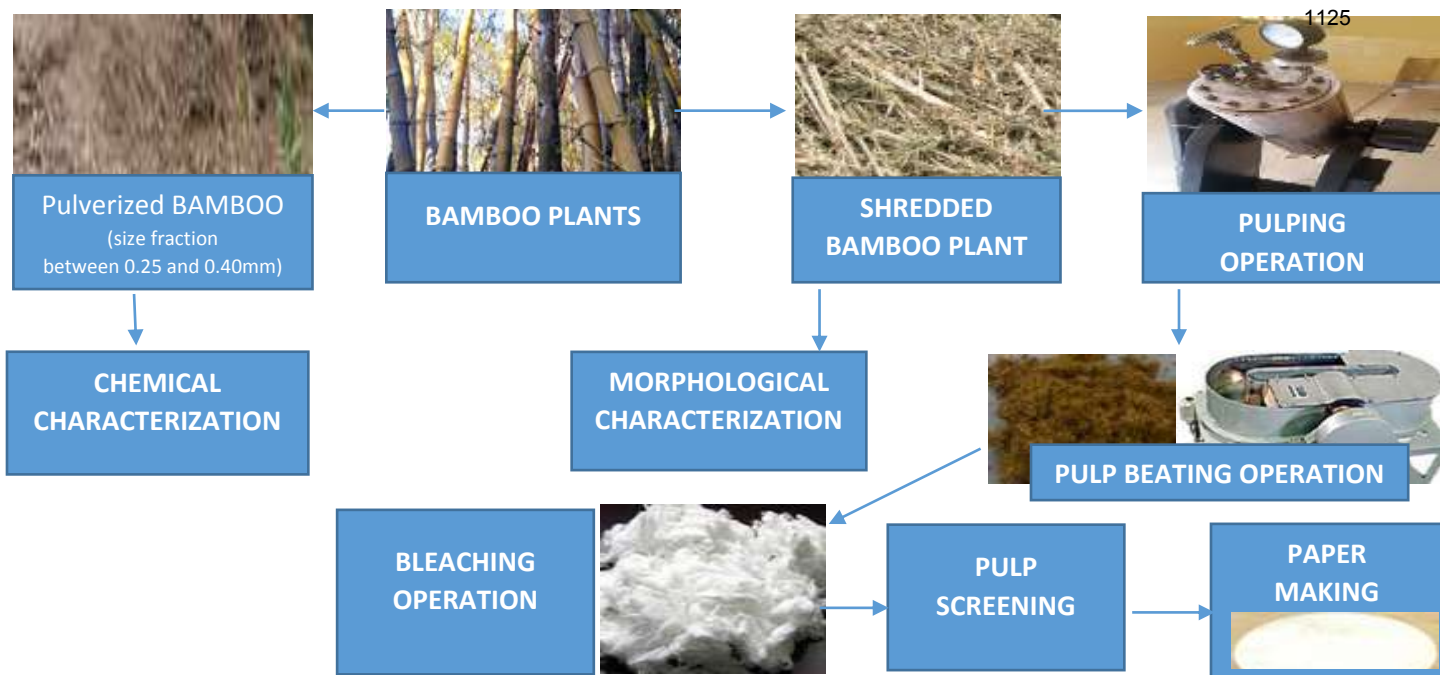 1125
Pulverized BAMBOO
(size fraction
between 0.25 and 0.40mm)
BAMBOO PLANTS
SHREDDED
BAMBOO PLANT
PULPING
OPERATION
CHEMICAL
CHARACTERIZATION
MORPHOLOGICAL
CHARACTERIZATION
PULP BEATING OPERATION
BLEACHING
OPERATION
PULP
SCREENING
PAPER
MAKING